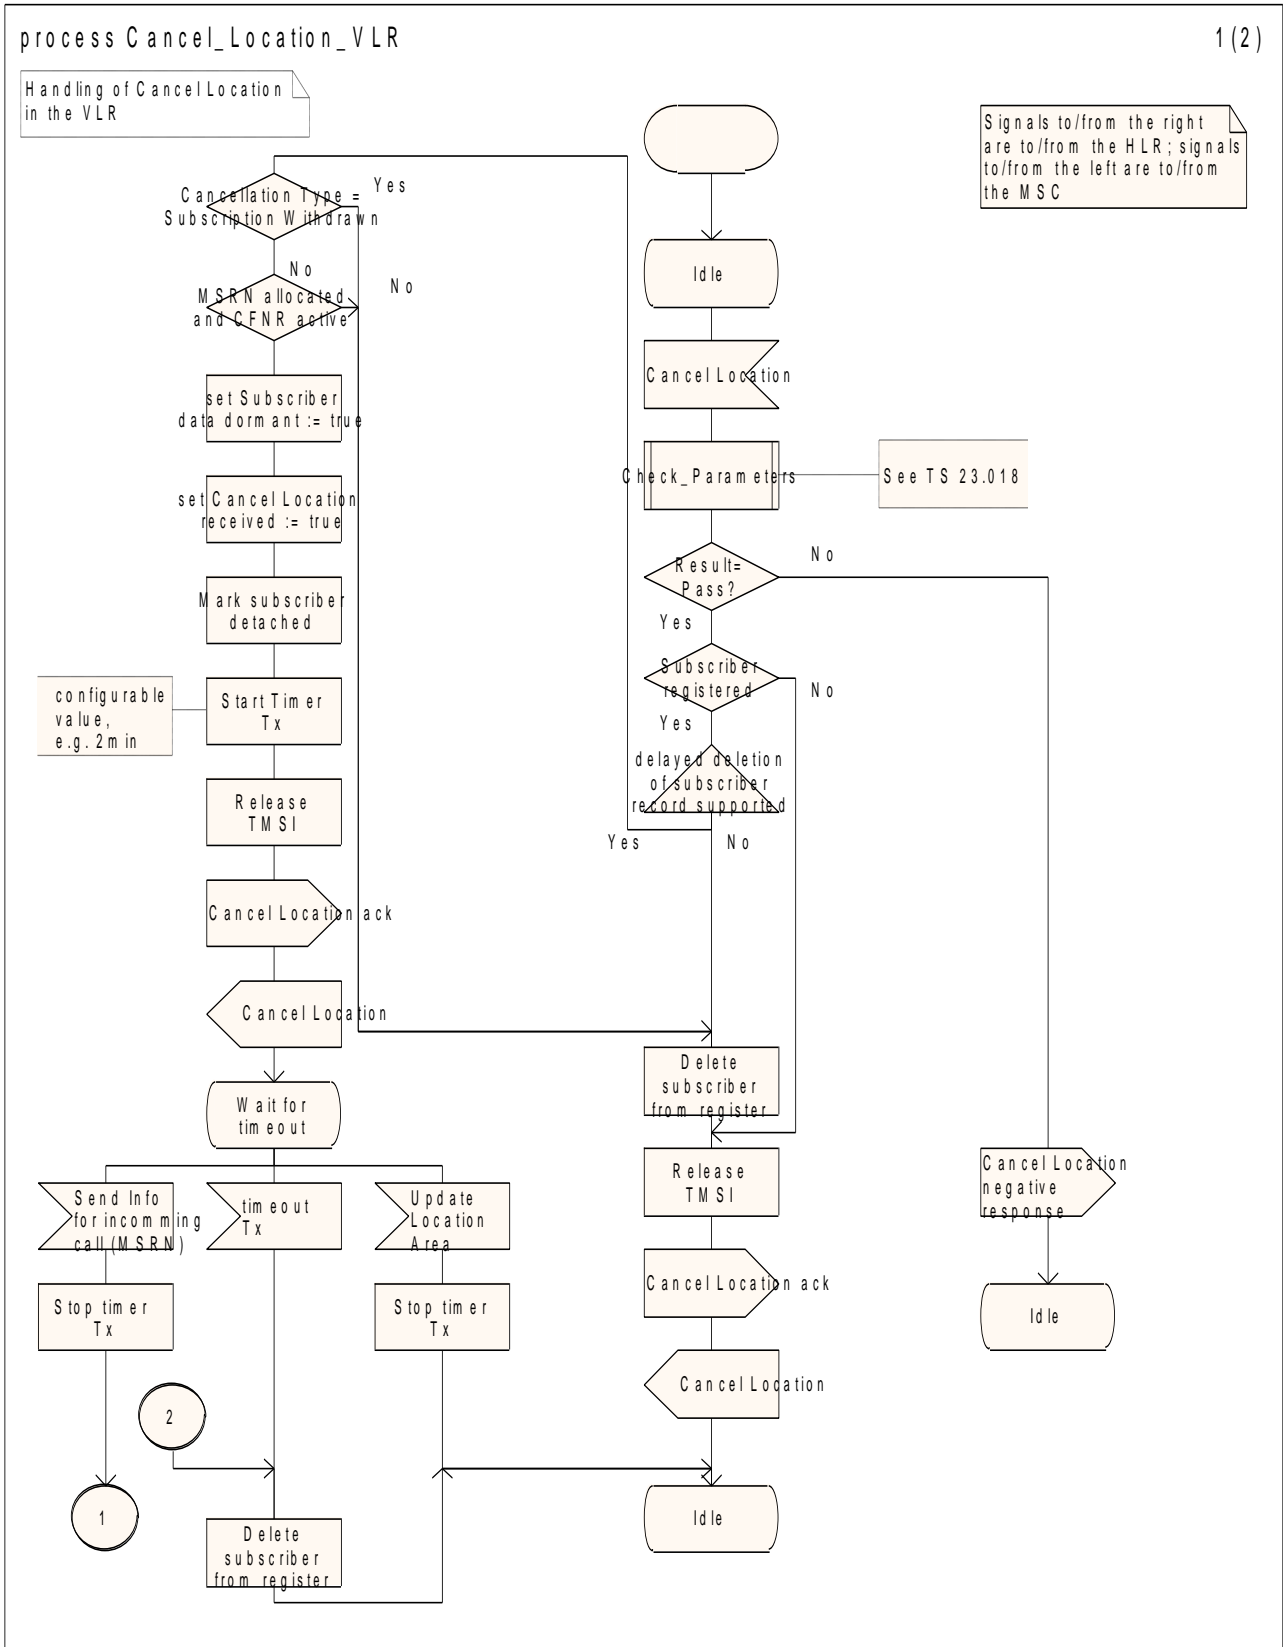 process Cancel_Location_VLR
1(2)
Handling of Cancel Location
in the VLR
Signals to/from the right
are to/from the HLR; signals
to/from the left are to/from
the MSC
Cancellation Type =
Subscription Withdrawn
Yes
No
MSRN allocated
and CFNR active
No
set Subscriber
data dormant := true
set Cancel Location
received := true
Mark subscriber
detached
configurable
value,
e.g. 2min
Start Timer
Tx
Release
TMSI
Cancel Location ack
Cancel Location
Wait for
timeout
Send Info
for incomming
call (MSRN)
timeout
Tx
Update
Location
Area
Stop timer
Tx
Stop timer
Tx
2
1
Delete
subscriber
from register
Idle
Cancel Location
Check_Parameters
See TS 23.018
Result=
Pass?
No
Yes
Subscriber
registered
No
Yes
delayed deletion
of subscriber
record supported
Yes
No
Delete
subscriber
from register
Release
TMSI
Cancel Location ack
Cancel Location
Idle
Cancel Location
negative
response
Idle